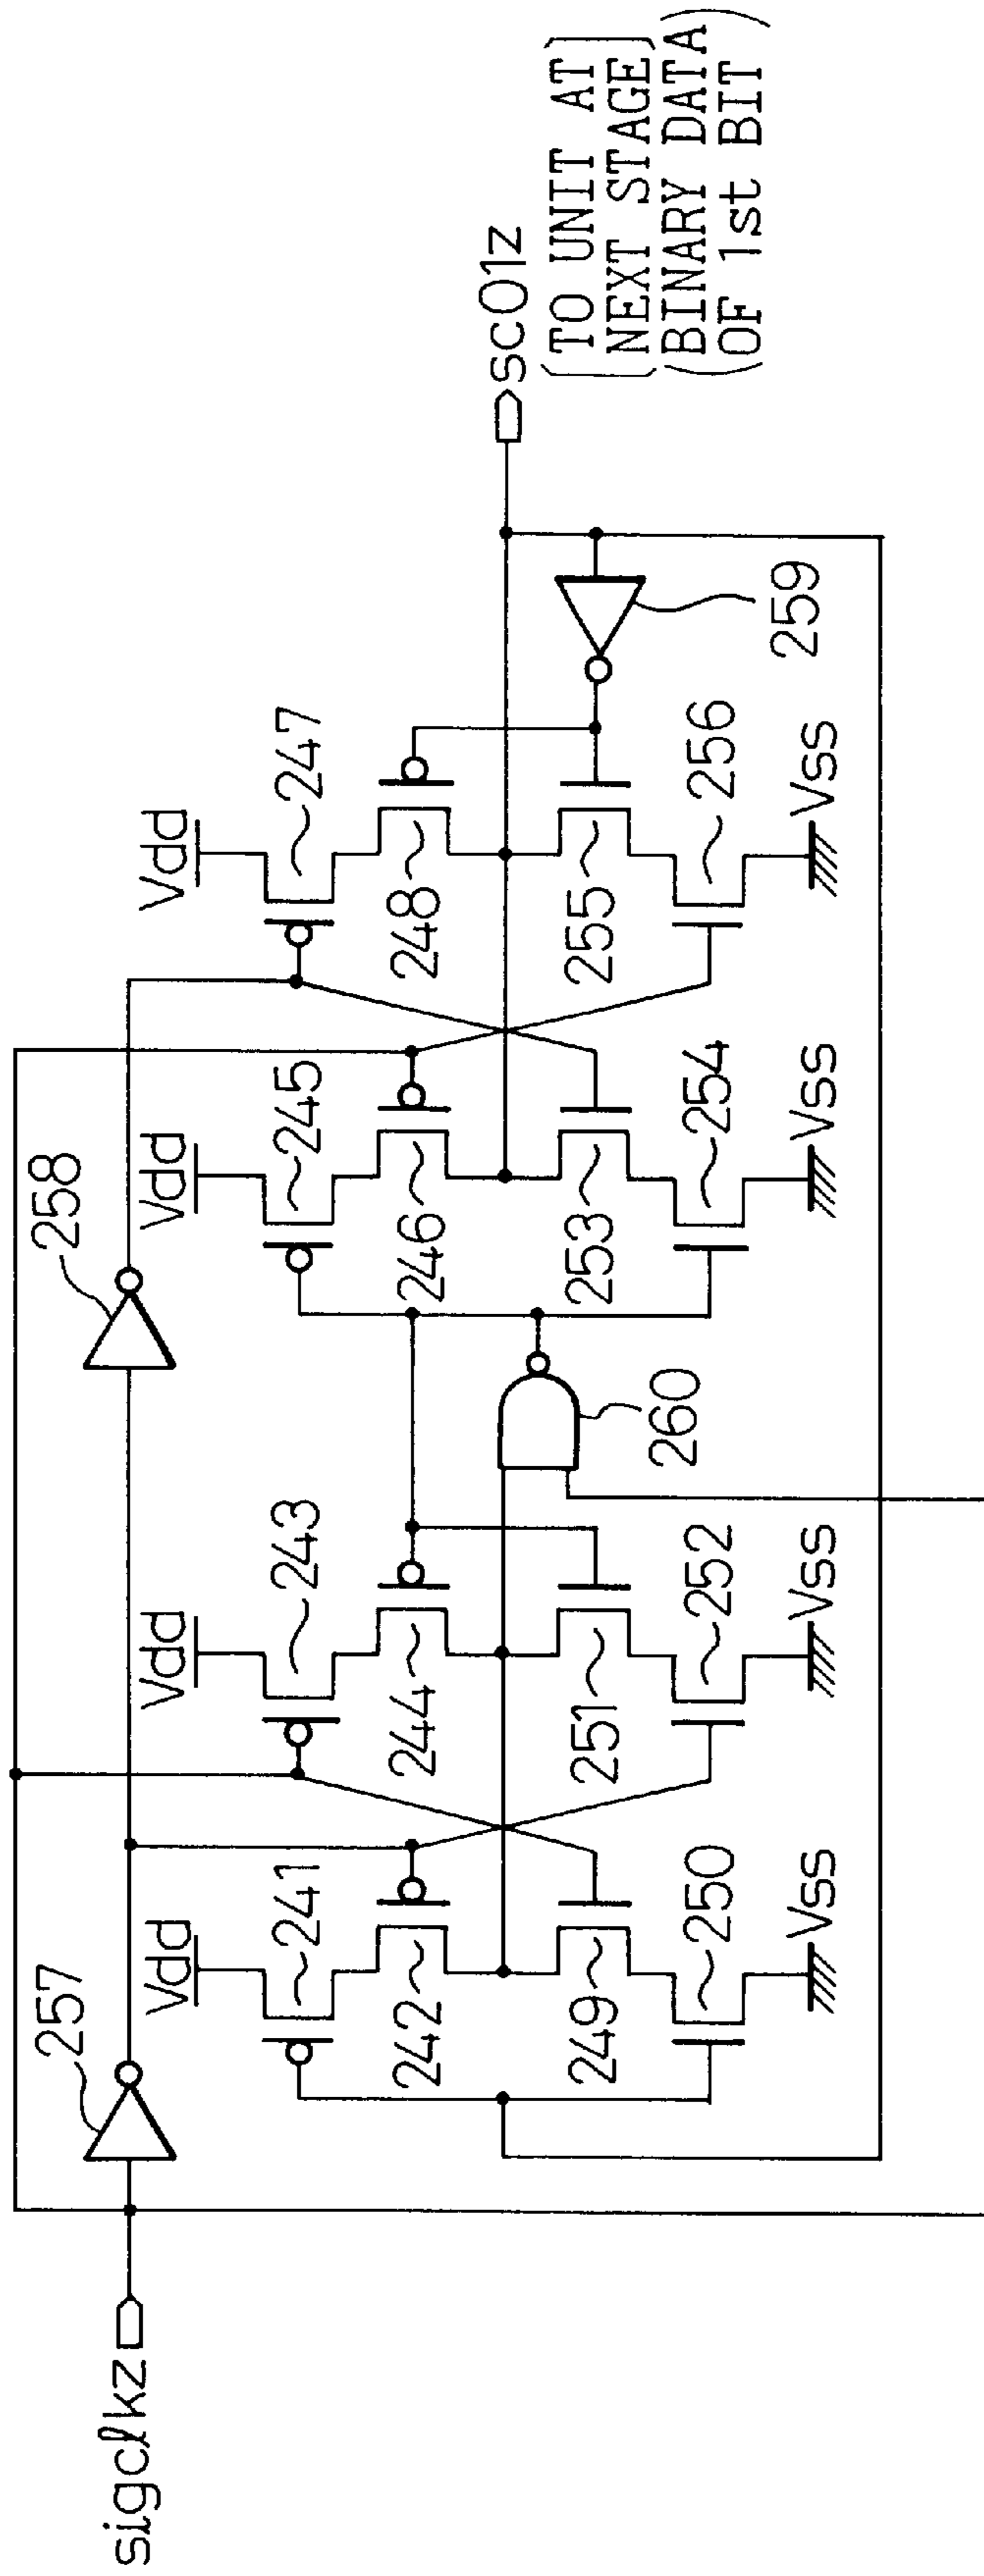 sigclkz
257
258
Vdd
241
242
249
250
Vss
Vdd
243
244
251
252
Vss
260
Vdd
245
246
253
254
Vss
Vdd
247
248
255
256
Vss
259
sc01z
TO UNIT AT
NEXT STAGE
(BINARY DATA
OF 1st BIT)